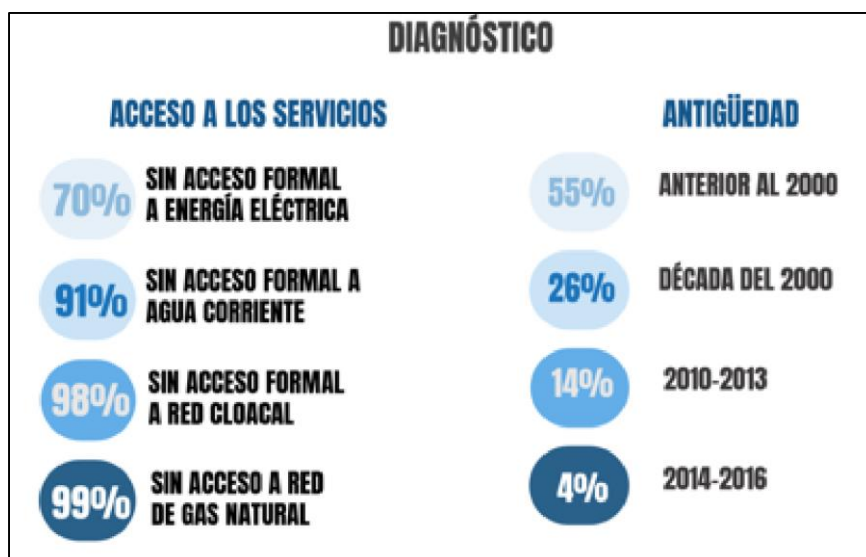 DIAGNÓSTICO
ACCESO A LOS SERVICIOS
70%
SIN ACCESO FORMAL
A ENERGÍA ELÉCTRICA
91%
SIN ACCESO FORMAL A
AGUA CORRIENTE
98%
SIN ACCESO FORMAL
A RED CLOACAL
99%
SIN ACCESO A RED
DE GAS NATURAL
ANTIGÜEDAD
55%
ANTERIOR AL 2000
26%
DÉCADA DEL 2000
14%
2010-2013
4%
2014-2016